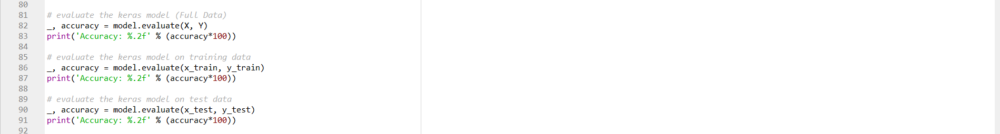 80
81 # evaluate the keras model (Full Data)
82 _, accuracy = model.evaluate(X, Y)
83 print('Accuracy: %.2f' % (accuracy*100))
84
85 # evaluate the keras model on training data
86 _, accuracy = model.evaluate(x_train, y_train)
87 print('Accuracy: %.2f' % (accuracy*100))
88
89 # evaluate the keras model on test data
90 _, accuracy = model.evaluate(x_test, y_test)
91 print('Accuracy: %.2f' % (accuracy*100))
92